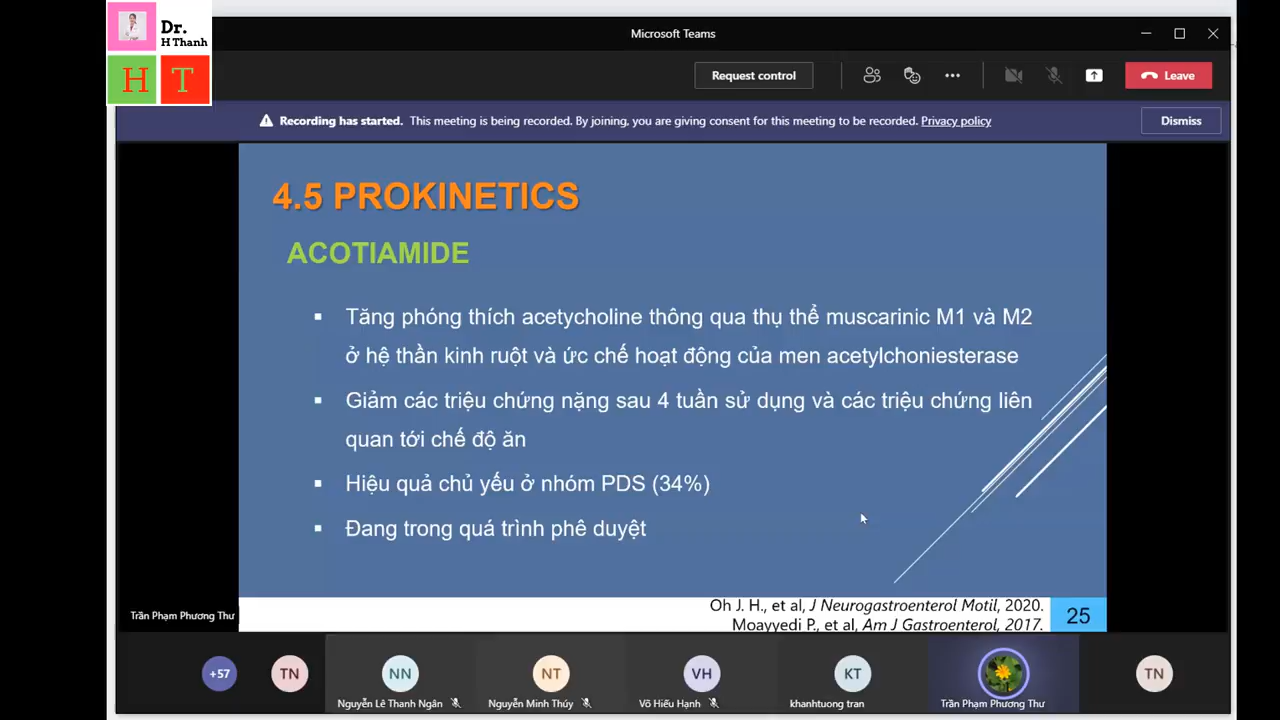 Dr.
H Thanh
H T
Microsoft Teams
Request control
Leave
Recording has started. This meeting is being recorded. By joining, you are giving consent for this meeting to be recorded. Privacy policy
Dismiss
4.5 PROKINETICS
ACOTIAMIDE
Tăng phóng thích acetycholine thông qua thụ thể muscarinic M1 và M2
ở hệ thần kinh ruột và ức chế hoạt động của men acetylchoniesterase
Giảm các triệu chứng nặng sau 4 tuần sử dụng và các triệu chứng liên
quan tới chế độ ăn
Hiệu quả chủ yếu ở nhóm PDS (34%)
Đang trong quá trình phê duyệt
Oh J. H., et al, J Neurogastroenterol Motil, 2020.
Moayyedi P., et al, Am J Gastroenterol, 2017.
25
Trần Phạm Phương Thư
+57
TN
NN
NT
VH
KT
TN
Nguyễn Lê Thanh Ngân
Nguyễn Minh Thúy
Võ Hiếu Hạnh
khanhtuong tran
Trần Phạm Phương Thư